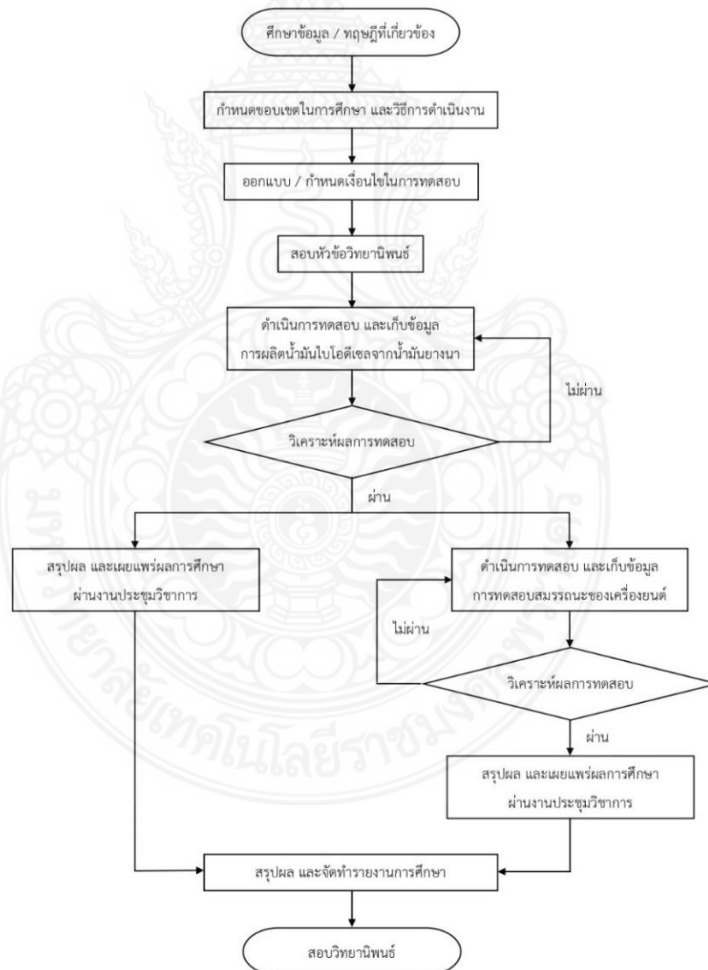 ศึกษาข้อมูล / ทฤษฎีที่เกี่ยวข้อง
กำหนดขอบเขตในการศึกษา และวิธีการดำเนินงาน
ออกแบบ / กำหนดเงื่อนไขในการทดสอบ
สอบหัวข้อวิทยานิพนธ์
ดำเนินการทดสอบ และเก็บข้อมูล
การผลิตน้ำมันไบโอดีเซลจากน้ำมันยางนา
ไม่ผ่าน
วิเคราะห์ผลการทดสอบ
ผ่าน
สรุปผล และเผยแพร่ผลการศึกษา
ผ่านงานประชุมวิชาการ
ดำเนินการทดสอบ และเก็บข้อมูล
การทดสอบสมรรถนะของเครื่องยนต์
ไม่ผ่าน
วิเคราะห์ผลการทดสอบ
ผ่าน
สรุปผล และเผยแพร่ผลการศึกษา
ผ่านงานประชุมวิชาการ
สรุปผล และจัดทำรายงานการศึกษา
สอบวิทยานิพนธ์